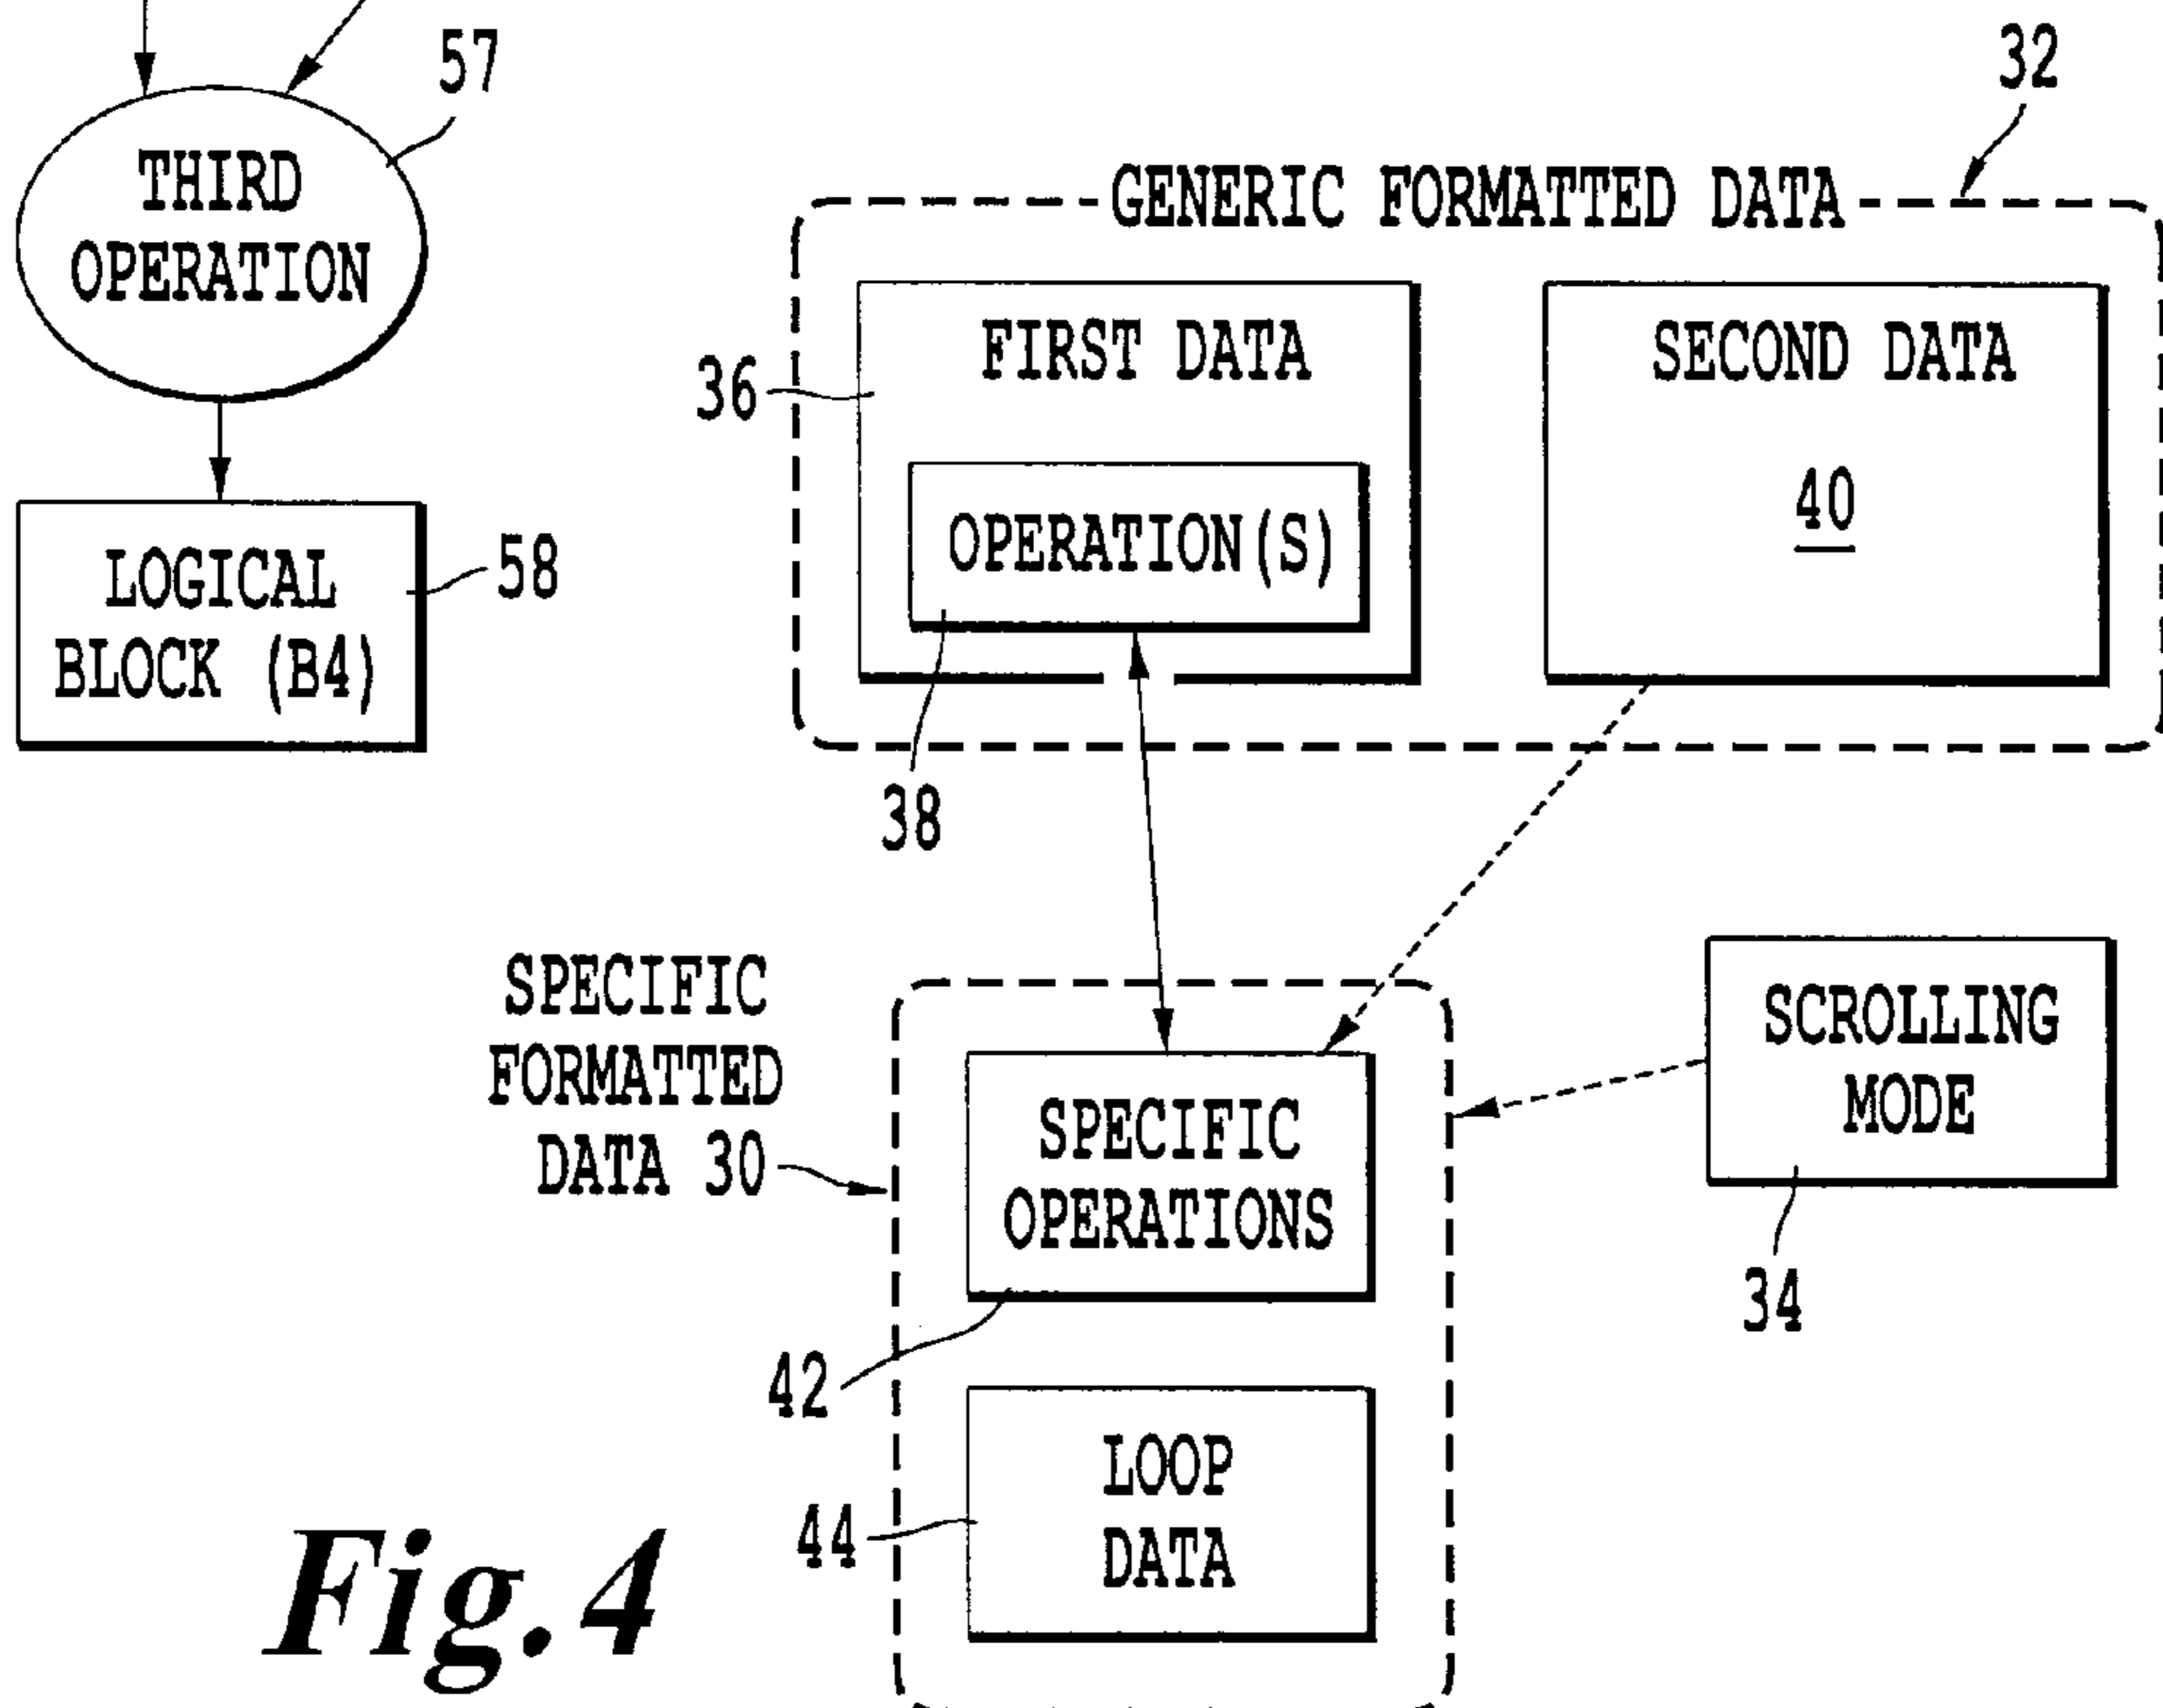 57
THIRD
OPERATION
LOGICAL
BLOCK (B4)
58
32
GENERIC FORMATTED DATA
FIRST DATA
36
OPERATION(S)
38
SECOND DATA
40
SPECIFIC
FORMATTED
DATA 30
SPECIFIC
OPERATIONS
42
SCROLLING
MODE
34
LOOP
DATA
44
Fig.4